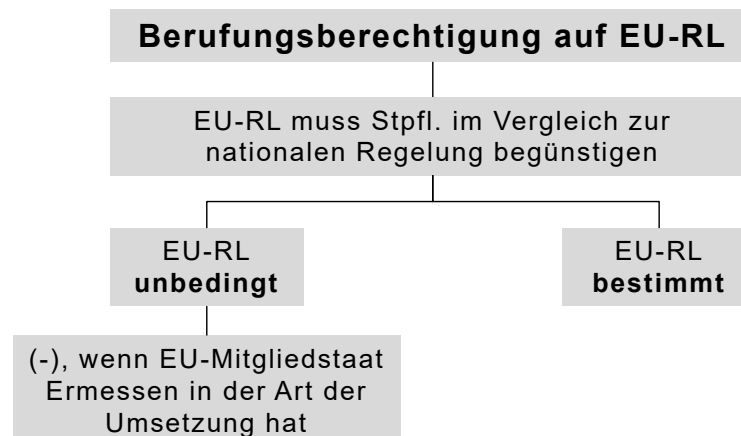 Berufungsberechtigung auf EU-RL
EU-RL muss Stpfl. im Vergleich zur
nationalen Regelung begünstigen
EU-RL
unbedingt
EU-RL
bestimmt
(-), wenn EU-Mitgliedstaat
Ermessen in der Art der
Umsetzung hat